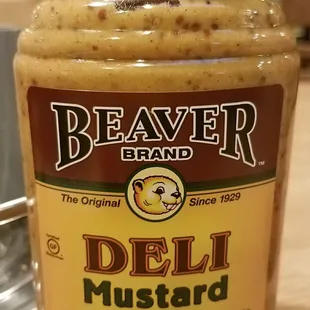 BEAVER
BRAND
The Original Since 1929
DELI
Mustard